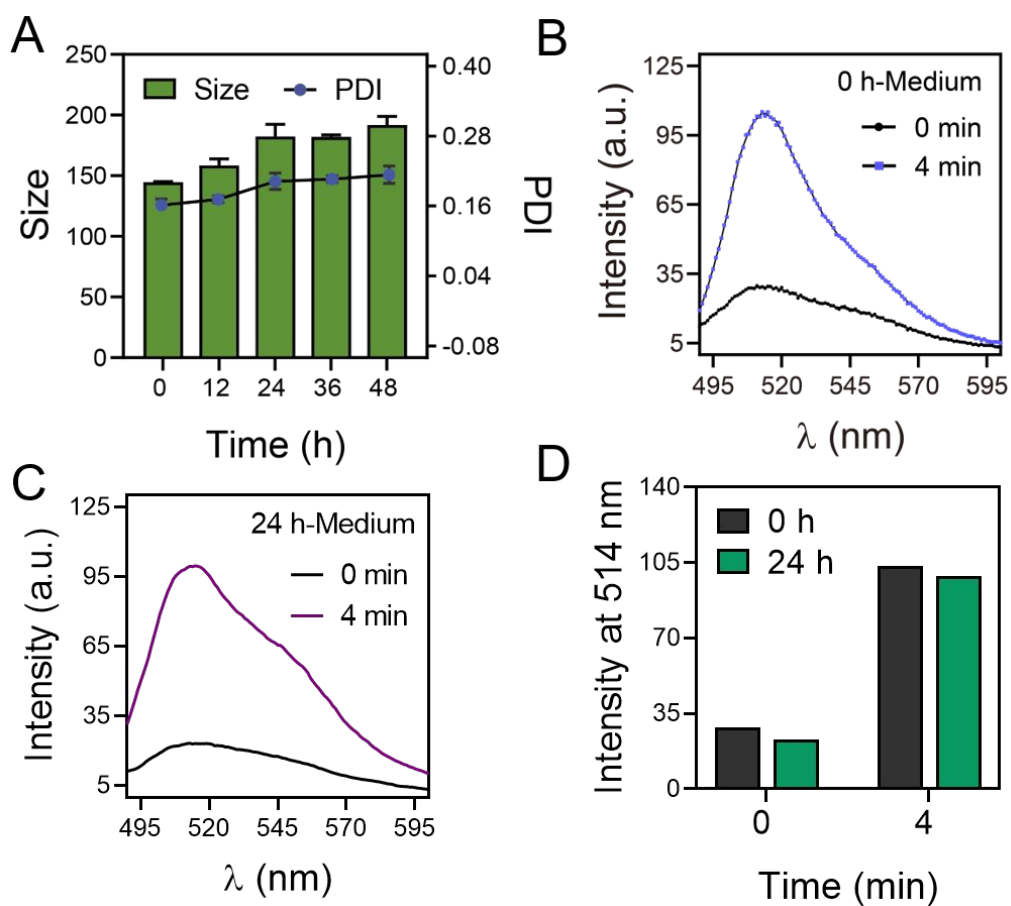 A
250
200
150
100
50
0
Size
Size
PDI
0.40
0.28
0.16
0.04
-0.08
PDI
0 12 24 36 48
Time (h)
B
125
95
65
35
5
Intensity (a.u.)
0 h-Medium
0 min
4 min
495 520 545 570 595
λ (nm)
C
125
95
65
35
5
Intensity (a.u.)
24 h-Medium
0 min
4 min
495 520 545 570 595
λ (nm)
D
140
105
70
35
0
Intensity at 514 nm
0 h
24 h
0 4
Time (min)